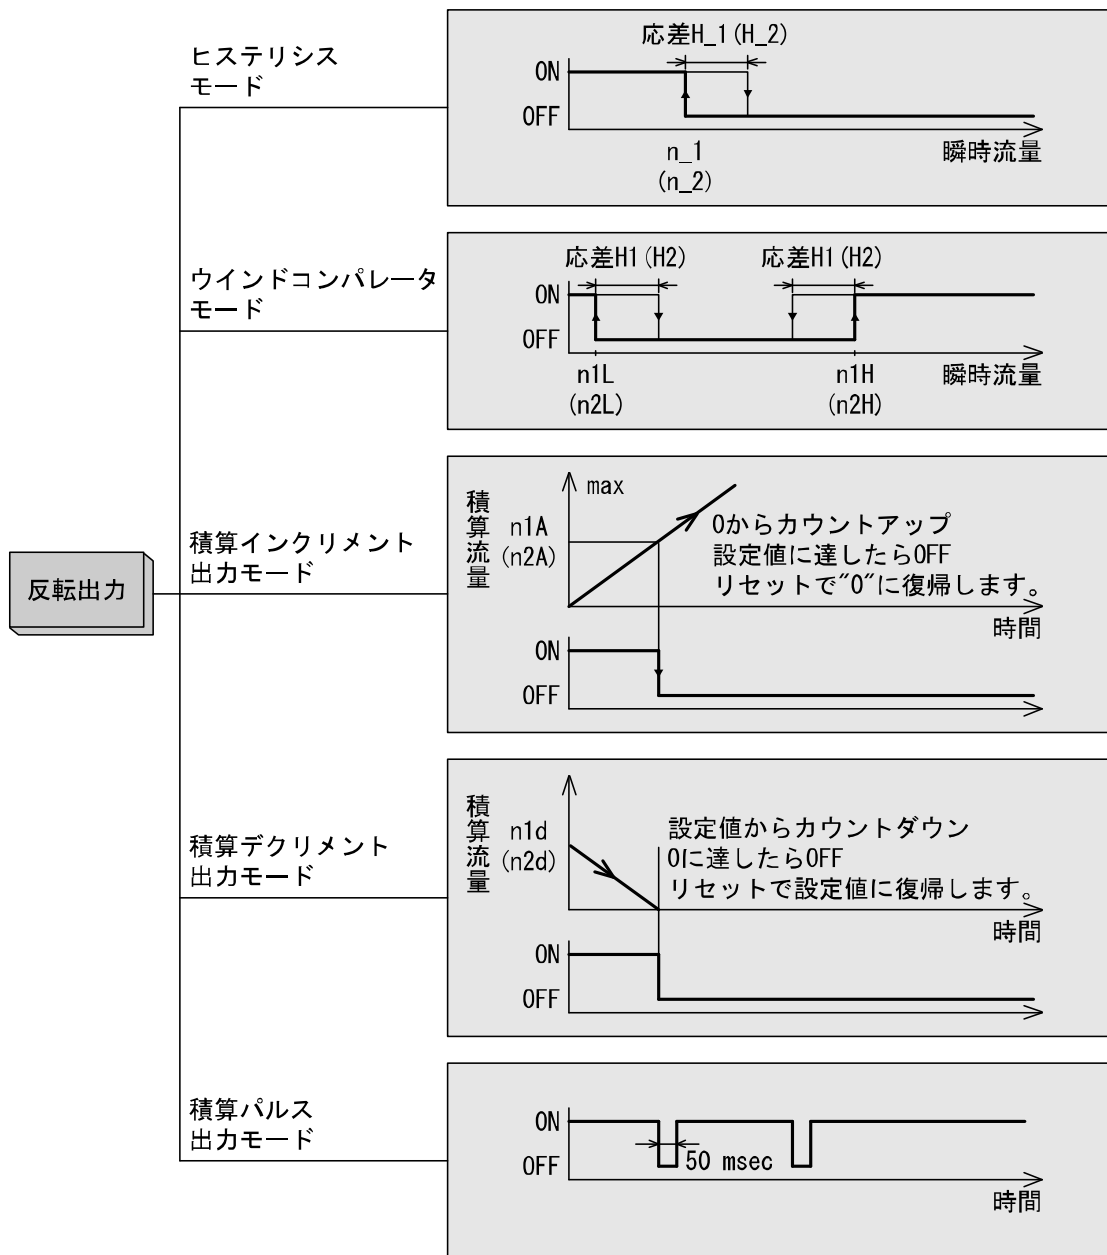 反転出力
ヒステリシス
モード
応差H_1(H_2)
ON
OFF
n_1
(n_2)
瞬時流量
ウインドコンパレータ
モード
応差H1(H2)
応差H1(H2)
ON
OFF
n1L
(n2L)
n1H
(n2H)
瞬時流量
積算インクリメント
出力モード
積算流量
max
n1A
(n2A)
0からカウントアップ
設定値に達したらOFF
リセットで"0"に復帰します。
時間
ON
OFF
積算デクリメント
出力モード
積算流量
n1d
(n2d)
設定値からカウントダウン
0に達したらOFF
リセットで設定値に復帰します。
時間
ON
OFF
積算パルス
出力モード
ON
OFF
50 msec
時間